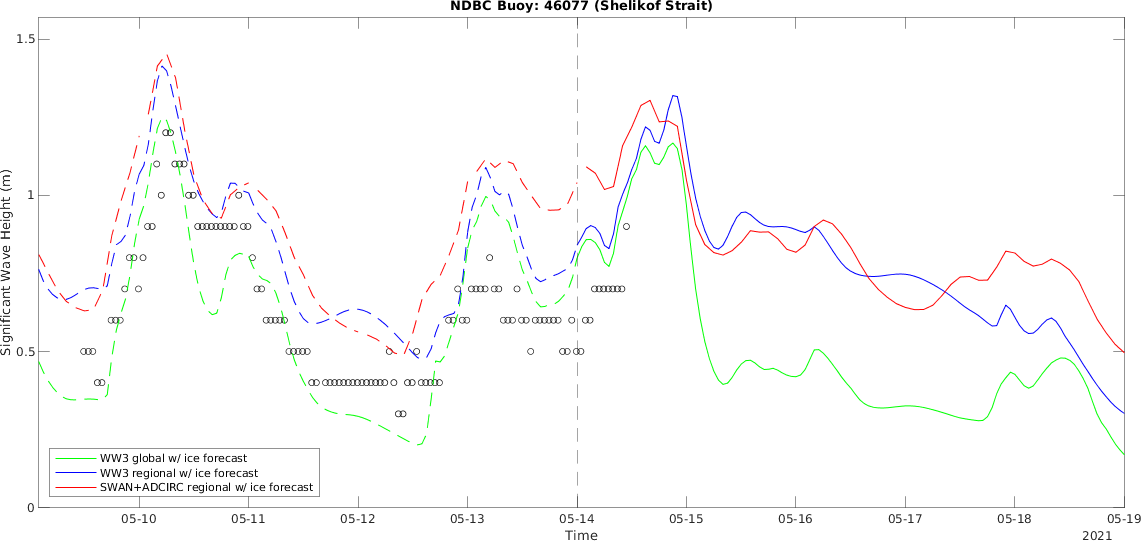 NDBC Buoy: 46077 (Shelikof Strait)
1.5
1
0.5
0
Significant Wave Height (m)
WW3 global w/ ice forecast
WW3 regional w/ ice forecast
SWAN+ADCIRC regional w/ ice forecast
05-10 05-11 05-12 05-13 05-14 05-15 05-16 05-17 05-18 05-19
Time
2021